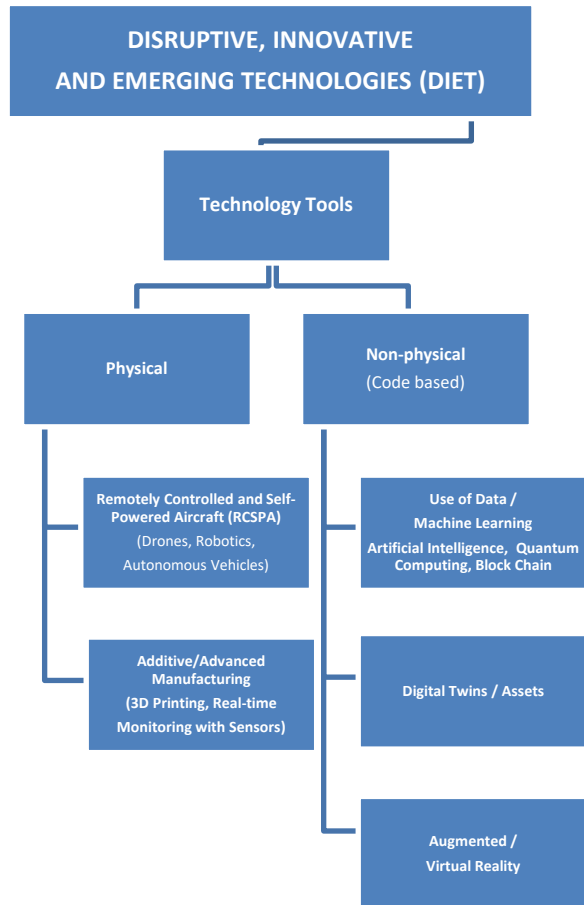 DISRUPTIVE, INNOVATIVE
AND EMERGING TECHNOLOGIES (DIET)
Technology Tools
Physical
Non-physical
(Code based)
Remotely Controlled and Self-
Powered Aircraft (RCSPA)
(Drones, Robotics,
Autonomous Vehicles)
Additive/Advanced
Manufacturing
(3D Printing, Real-time
Monitoring with Sensors)
Use of Data /
Machine Learning
Artificial Intelligence, Quantum
Computing, Block Chain
Digital Twins / Assets
Augmented /
Virtual Reality